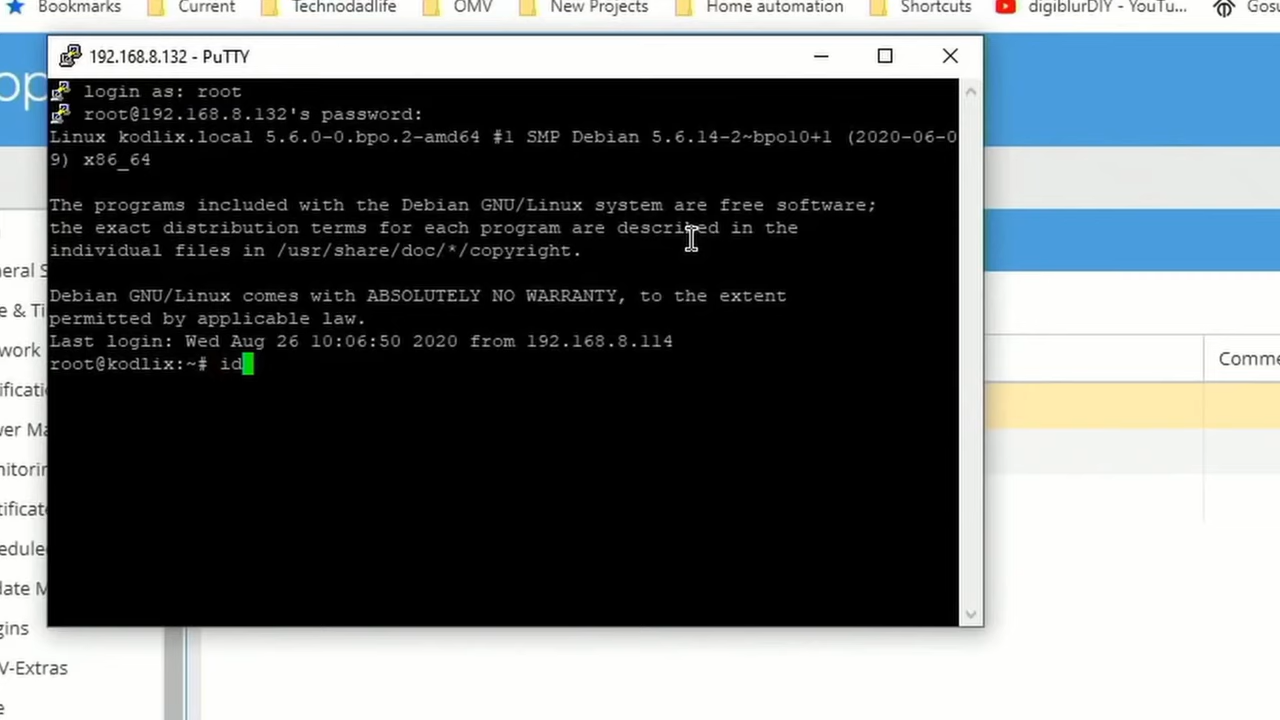 Bookmarks Current Technodadlife OMV New Projects Home automation Shortcuts digiblurDIY - YouTu...
192.168.8.132 - PuTTY
login as: root
root@192.168.8.132's password:
Linux kodlix.local 5.6.0-0.bpo.2-amd64 #1 SMP Debian 5.6.14-2~bpo10+1 (2020-06-0
9) x86_64
The programs included with the Debian GNU/Linux system are free software;
the exact distribution terms for each program are described in the
individual files in /usr/share/doc/*/copyright.
Debian GNU/Linux comes with ABSOLUTELY NO WARRANTY, to the extent
permitted by applicable law.
Last login: Wed Aug 26 10:06:50 2020 from 192.168.8.114
root@kodlix:~# id
Comme
V-Extras